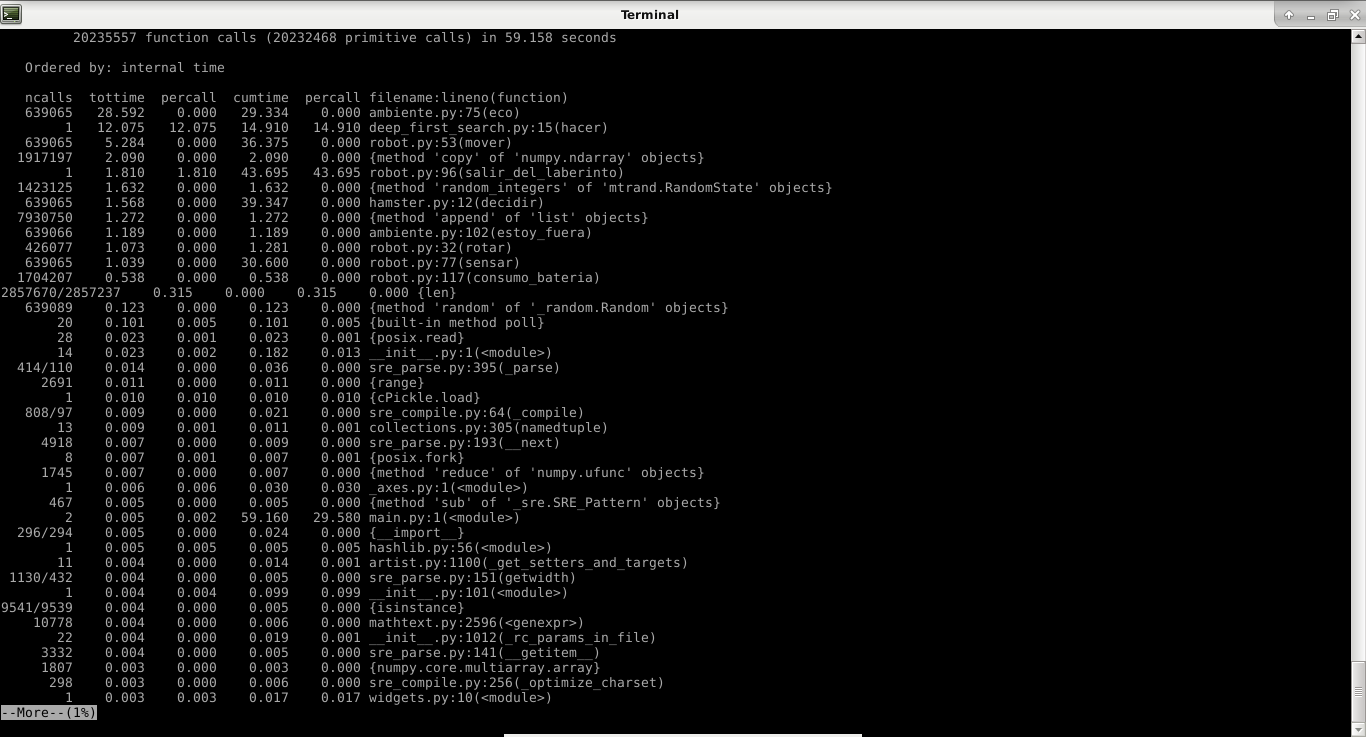 Terminal
20235557 function calls (20232468 primitive calls) in 59.158 seconds
Ordered by: internal time
ncalls tottime percall cumtime percall filename:lineno(function)
639065 28.592 0.000 29.334 0.000 ambiente.py:75(eco)
1 12.075 12.075 14.910 14.910 deep_first_search.py:15(hacer)
639065 5.284 0.000 36.375 0.000 robot.py:53(mover)
1917197 2.090 0.000 2.090 0.000 {method 'copy' of 'numpy.ndarray' objects}
1 1.810 1.810 43.695 43.695 robot.py:96(salir_del_laberinto)
1423125 1.632 0.000 1.632 0.000 {method 'random_integers' of 'mtrand.RandomState' objects}
639065 1.568 0.000 39.347 0.000 hamster.py:12(decidir)
7930750 1.272 0.000 1.272 0.000 {method 'append' of 'list' objects}
639066 1.189 0.000 1.189 0.000 ambiente.py:102(estoy_fuera)
426077 1.073 0.000 1.281 0.000 robot.py:32(rotar)
639065 1.039 0.000 30.600 0.000 robot.py:77(sensar)
1704207 0.538 0.000 0.538 0.000 robot.py:117(consumo_bateria)
2857670/2857237 0.315 0.000 0.315 0.000 {len}
639089 0.123 0.000 0.123 0.000 {method 'random' of '_random.Random' objects}
20 0.101 0.005 0.101 0.005 {built-in method poll}
28 0.023 0.001 0.023 0.001 {posix.read}
14 0.023 0.002 0.182 0.013 __init__.py:1(<module>)
414/110 0.014 0.000 0.036 0.000 sre_parse.py:395(_parse)
2691 0.011 0.000 0.011 0.000 {range}
1 0.010 0.010 0.010 0.010 {cPickle.load}
808/97 0.009 0.000 0.021 0.000 sre_compile.py:64(_compile)
13 0.009 0.001 0.011 0.001 collections.py:305(namedtuple)
4918 0.007 0.000 0.009 0.000 sre_parse.py:193(__next)
8 0.007 0.001 0.007 0.001 {posix.fork}
1745 0.007 0.000 0.007 0.000 {method 'reduce' of 'numpy.ufunc' objects}
1 0.006 0.006 0.030 0.030 _axes.py:1(<module>)
467 0.005 0.000 0.005 0.000 {method 'sub' of '_sre.SRE_Pattern' objects}
2 0.005 0.002 59.160 29.580 main.py:1(<module>)
296/294 0.005 0.000 0.024 0.000 {__import__}
1 0.005 0.005 0.005 0.005 hashlib.py:56(<module>)
11 0.004 0.000 0.014 0.001 artist.py:1100(_get_setters_and_targets)
1130/432 0.004 0.000 0.005 0.000 sre_parse.py:151(getwidth)
1 0.004 0.004 0.099 0.099 __init__.py:101(<module>)
9541/9539 0.004 0.000 0.005 0.000 {isinstance}
10778 0.004 0.000 0.006 0.000 mathtext.py:2596(<genexpr>)
22 0.004 0.000 0.019 0.001 __init__.py:1012(_rc_params_in_file)
3332 0.004 0.000 0.005 0.000 sre_parse.py:141(__getitem__)
1807 0.003 0.000 0.003 0.000 {numpy.core.multiarray.array}
298 0.003 0.000 0.006 0.000 sre_compile.py:256(_optimize_charset)
1 0.003 0.003 0.017 0.017 widgets.py:10(<module>)
--More--(1%)